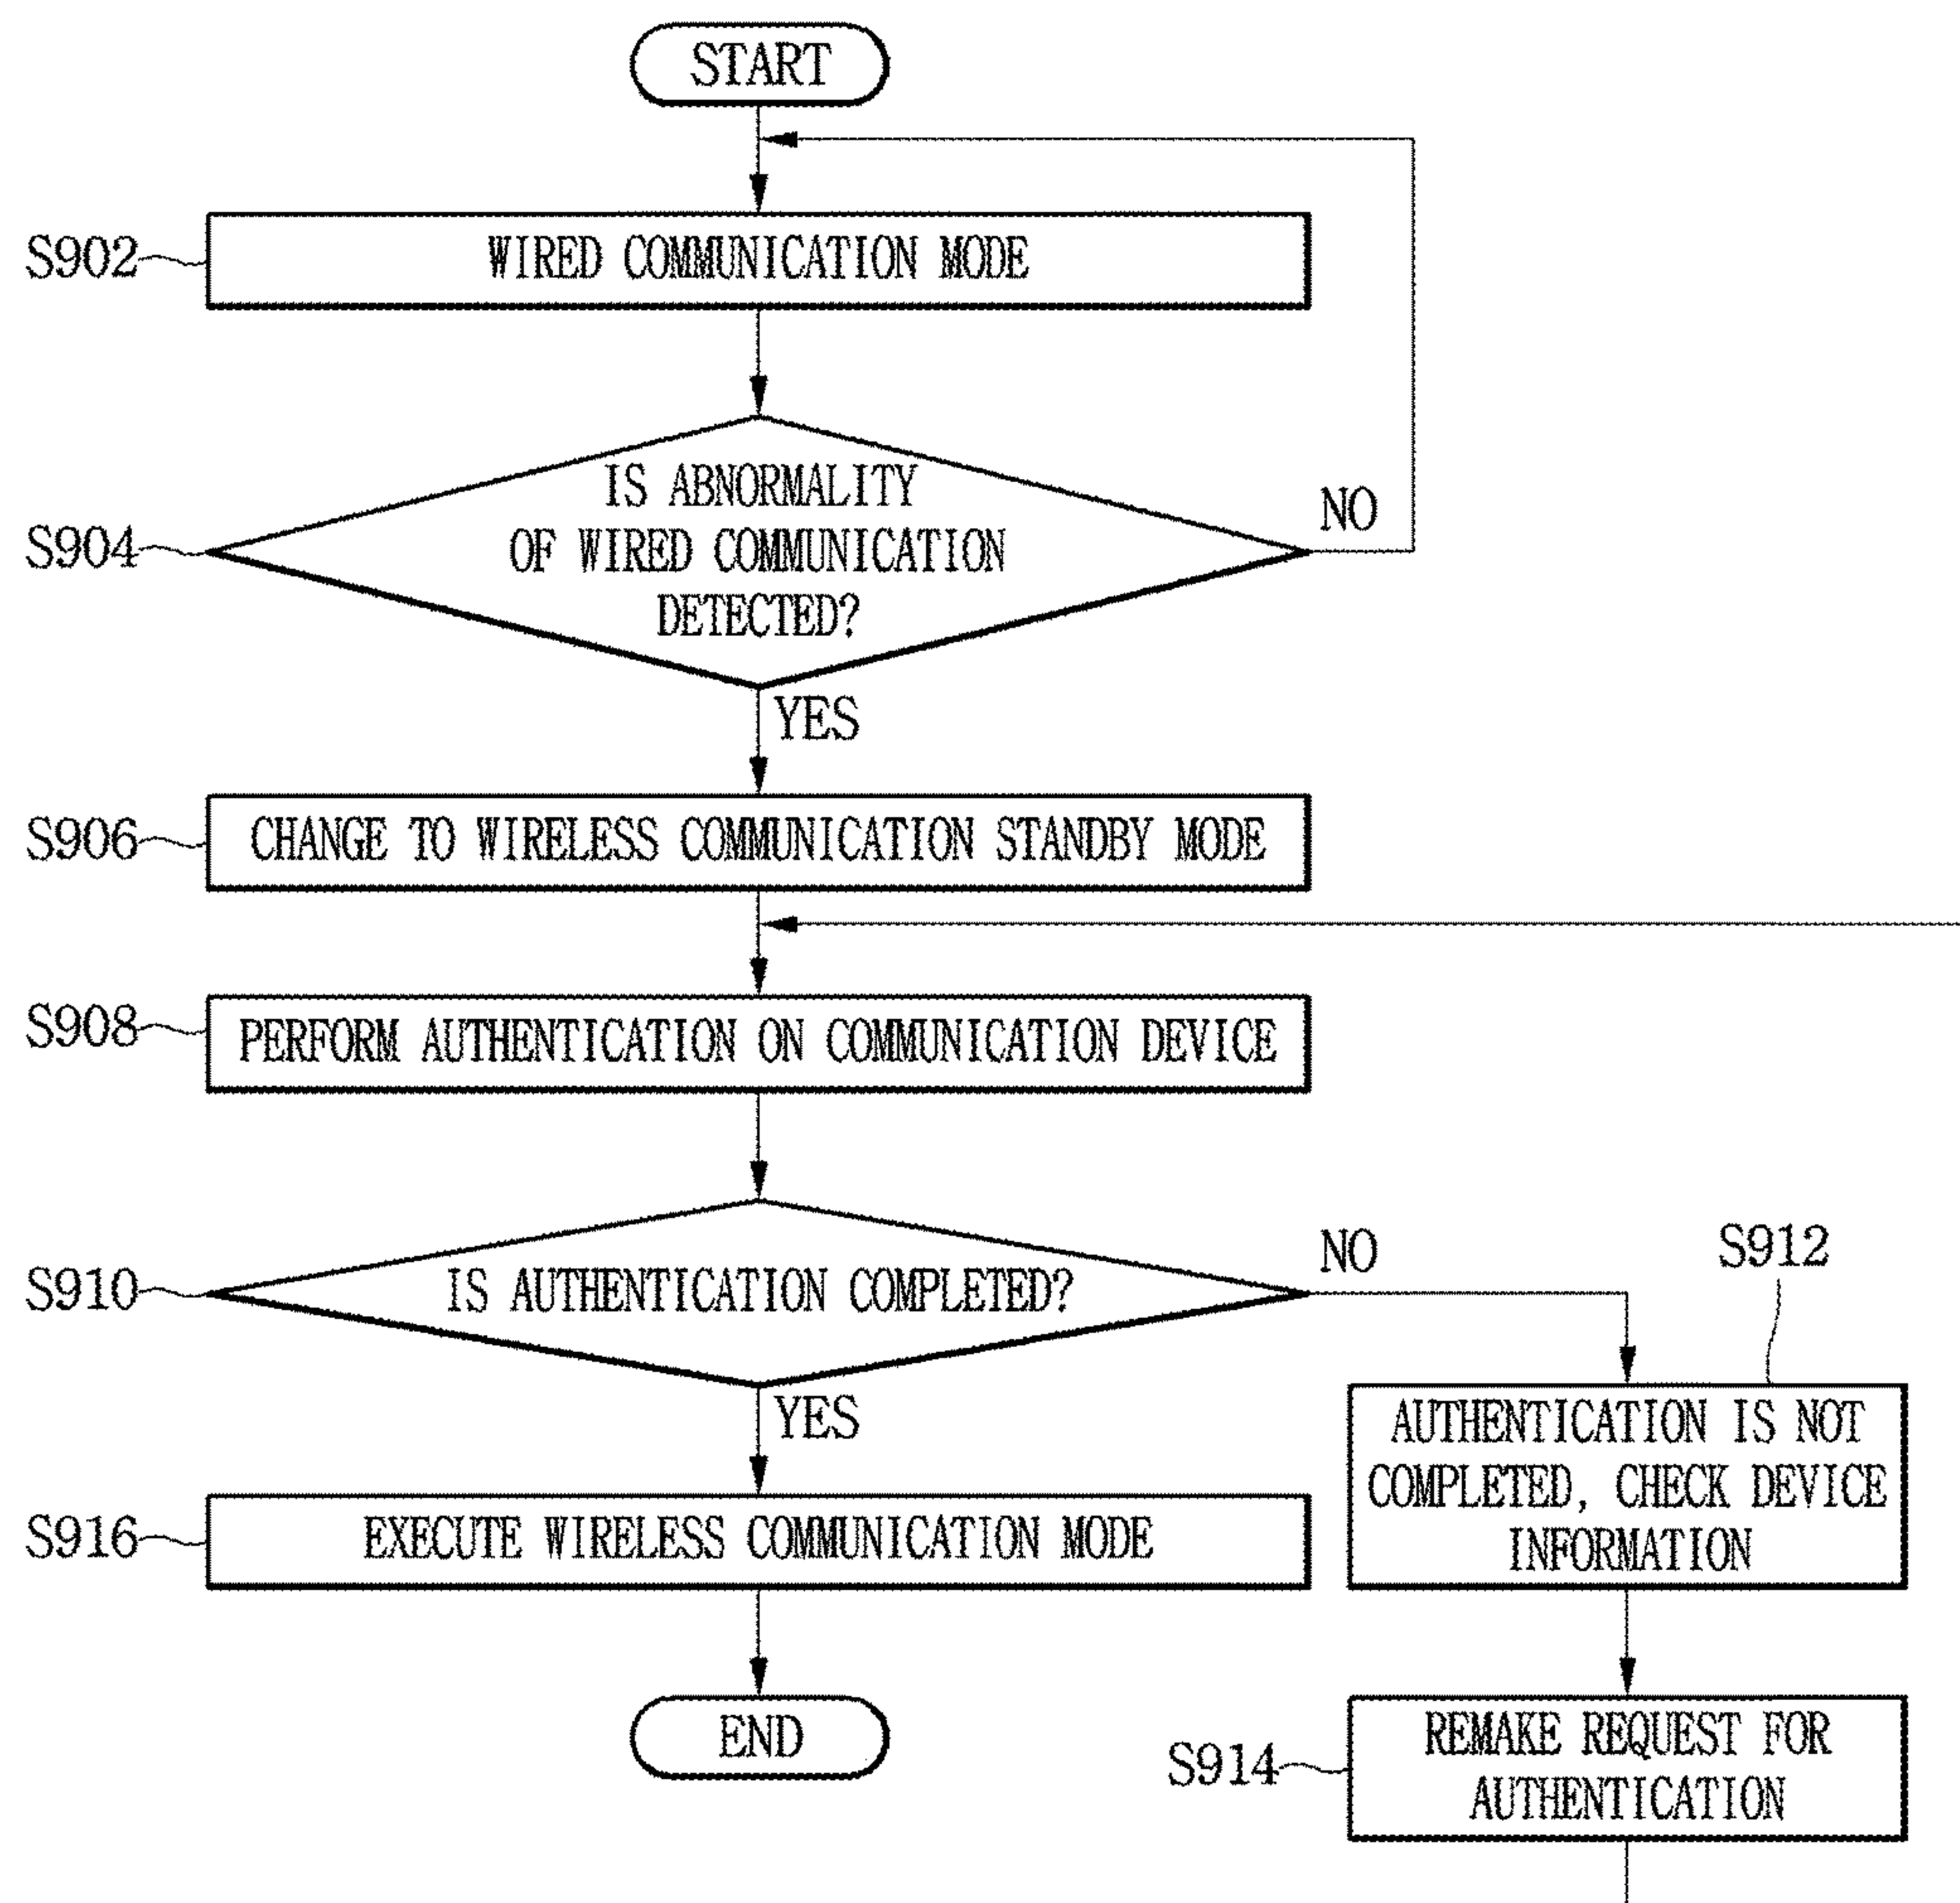 START
S902
WIRED COMMUNICATION MODE
S904
IS ABNORMALITY
OF WIRED COMMUNICATION
DETECTED?
NO
YES
S906
CHANGE TO WIRELESS COMMUNICATION STANDBY MODE
S908
PERFORM AUTHENTICATION ON COMMUNICATION DEVICE
S910
IS AUTHENTICATION COMPLETED?
NO
YES
S912
AUTHENTICATION IS NOT
COMPLETED, CHECK DEVICE
INFORMATION
S914
REMAKE REQUEST FOR
AUTHENTICATION
S916
EXECUTE WIRELESS COMMUNICATION MODE
END